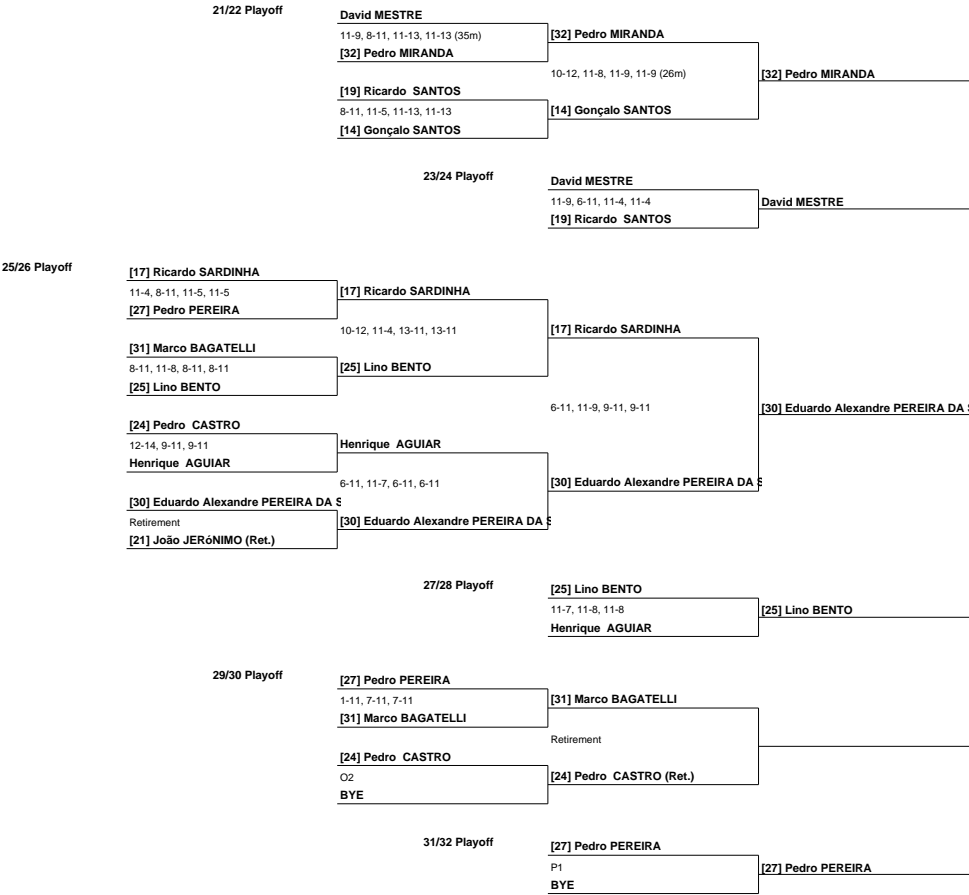 21/22 Playoff
David MESTRE
11-9, 8-11, 11-13, 11-13 (35m)
[32] Pedro MIRANDA
[32] Pedro MIRANDA
10-12, 11-8, 11-9, 11-9 (26m)
[32] Pedro MIRANDA
[19] Ricardo SANTOS
8-11, 11-5, 11-13, 11-13
[14] Gonçalo SANTOS
[14] Gonçalo SANTOS
23/24 Playoff
David MESTRE
11-9, 6-11, 11-4, 11-4
David MESTRE
[19] Ricardo SANTOS
25/26 Playoff
[17] Ricardo SARDINHA
11-4, 8-11, 11-5, 11-5
[17] Ricardo SARDINHA
[27] Pedro PEREIRA
10-12, 11-4, 13-11, 13-11
[17] Ricardo SARDINHA
[31] Marco BAGATELLI
8-11, 11-8, 8-11, 8-11
[25] Lino BENTO
[25] Lino BENTO
6-11, 11-9, 9-11, 9-11
[30] Eduardo Alexandre PEREIRA DA S
[24] Pedro CASTRO
12-14, 9-11, 9-11
Henrique AGUIAR
Henrique AGUIAR
6-11, 11-7, 6-11, 6-11
[30] Eduardo Alexandre PEREIRA DA S
[30] Eduardo Alexandre PEREIRA DA S
Retirement
[30] Eduardo Alexandre PEREIRA DA S
[21] João JERóNIMO (Ret.)
27/28 Playoff
[25] Lino BENTO
11-7, 11-8, 11-8
[25] Lino BENTO
Henrique AGUIAR
29/30 Playoff
[27] Pedro PEREIRA
1-11, 7-11, 7-11
[31] Marco BAGATELLI
[31] Marco BAGATELLI
Retirement
[24] Pedro CASTRO
O2
[24] Pedro CASTRO (Ret.)
BYE
31/32 Playoff
[27] Pedro PEREIRA
P1
[27] Pedro PEREIRA
BYE